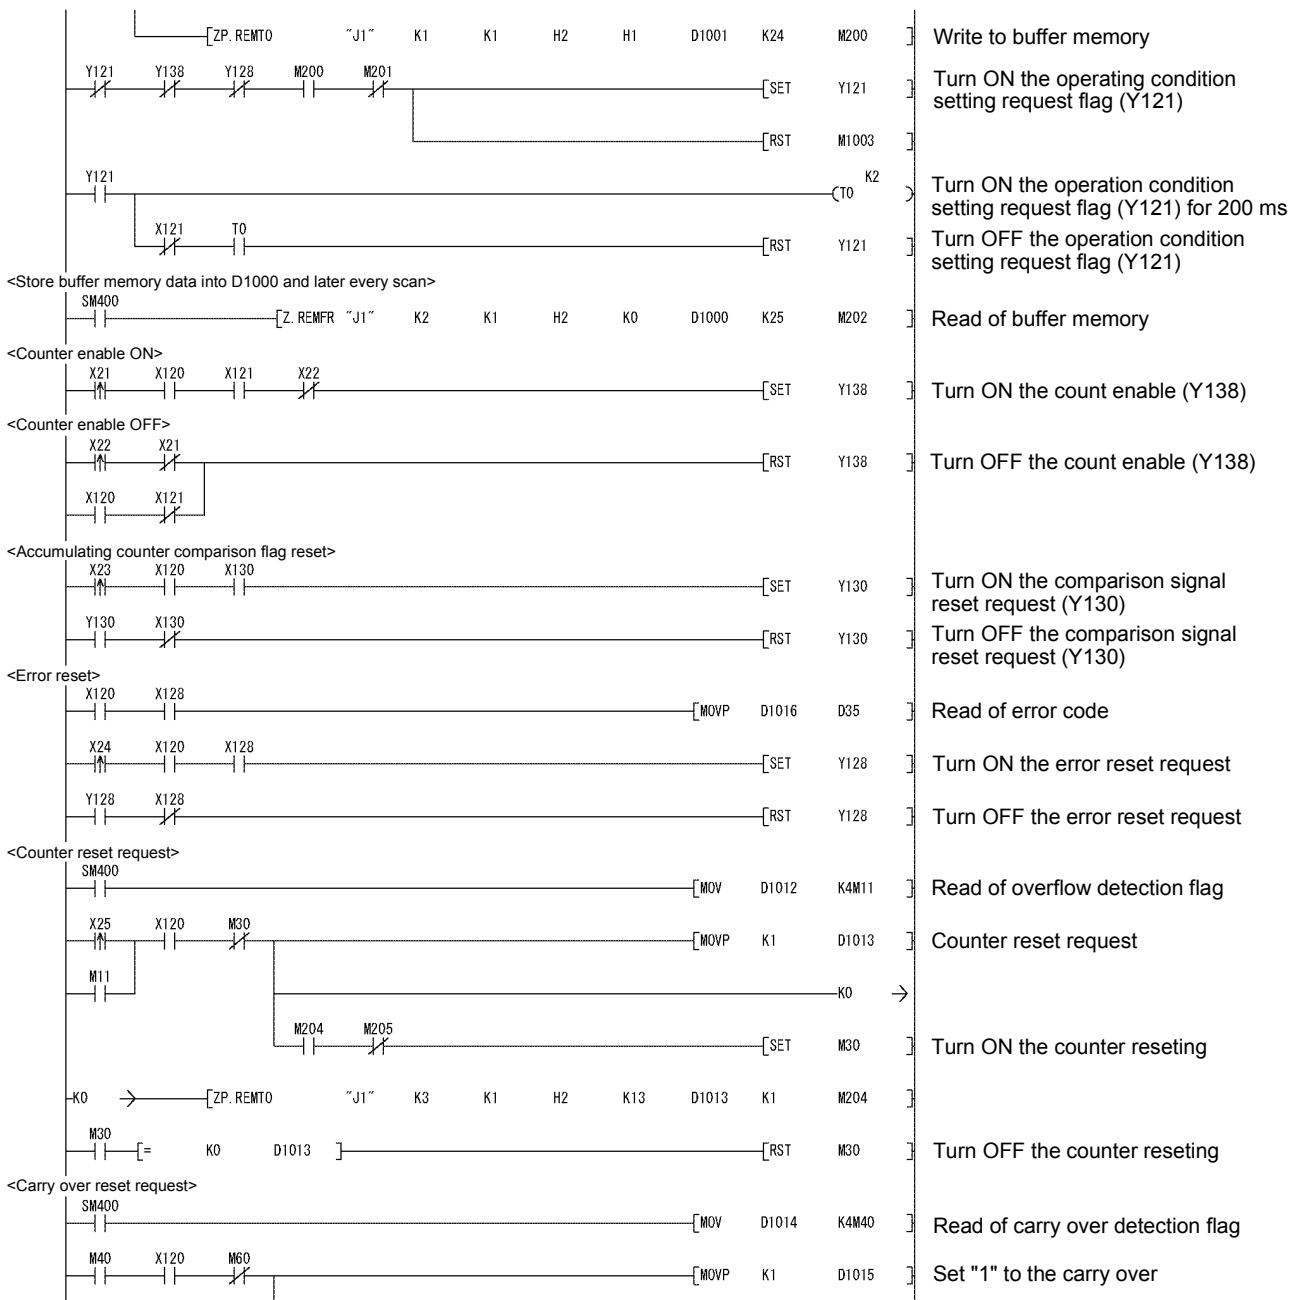 [ZP.REMTO "J1" K1 K1 H2 H1 D1001 K24 M200 ] Write to buffer memory
Y121 Y138 Y128 M200 M201
[SET Y121 ] Turn ON the operating condition
setting request flag (Y121)
[RST M1003 ]
Y121 K2
(T0 ) Turn ON the operation condition
setting request flag (Y121) for 200 ms
X121 T0
[RST Y121 ] Turn OFF the operation condition
setting request flag (Y121)
<Store buffer memory data into D1000 and later every scan>
SM400
[Z.REMFR "J1" K2 K1 H2 K0 D1000 K25 M202 ] Read of buffer memory
<Counter enable ON>
X21 X120 X121 X22
[SET Y138 ] Turn ON the count enable (Y138)
<Counter enable OFF>
X22 X21
[RST Y138 ] Turn OFF the count enable (Y138)
X120 X121
<Accumulating counter comparison flag reset>
X23 X120 X130
[SET Y130 ] Turn ON the comparison signal
reset request (Y130)
Y130 X130
[RST Y130 ] Turn OFF the comparison signal
reset request (Y130)
<Error reset>
X120 X128
[MOVP D1016 D35 ] Read of error code
X24 X120 X128
[SET Y128 ] Turn ON the error reset request
Y128 X128
[RST Y128 ] Turn OFF the error reset request
<Counter reset request>
SM400
[MOV D1012 K4M11 ] Read of overflow detection flag
X25 X120 M30
[MOVP K1 D1013 ] Counter reset request
M11
K0
M204 M205
[SET M30 ] Turn ON the counter reseting
K0 [ZP.REMTO "J1" K3 K1 H2 K13 D1013 K1 M204 ]
M30
[= K0 D1013 ] [RST M30 ] Turn OFF the counter reseting
<Carry over reset request>
SM400
[MOV D1014 K4M40 ] Read of carry over detection flag
M40 X120 M60
[MOVP K1 D1015 ] Set "1" to the carry over